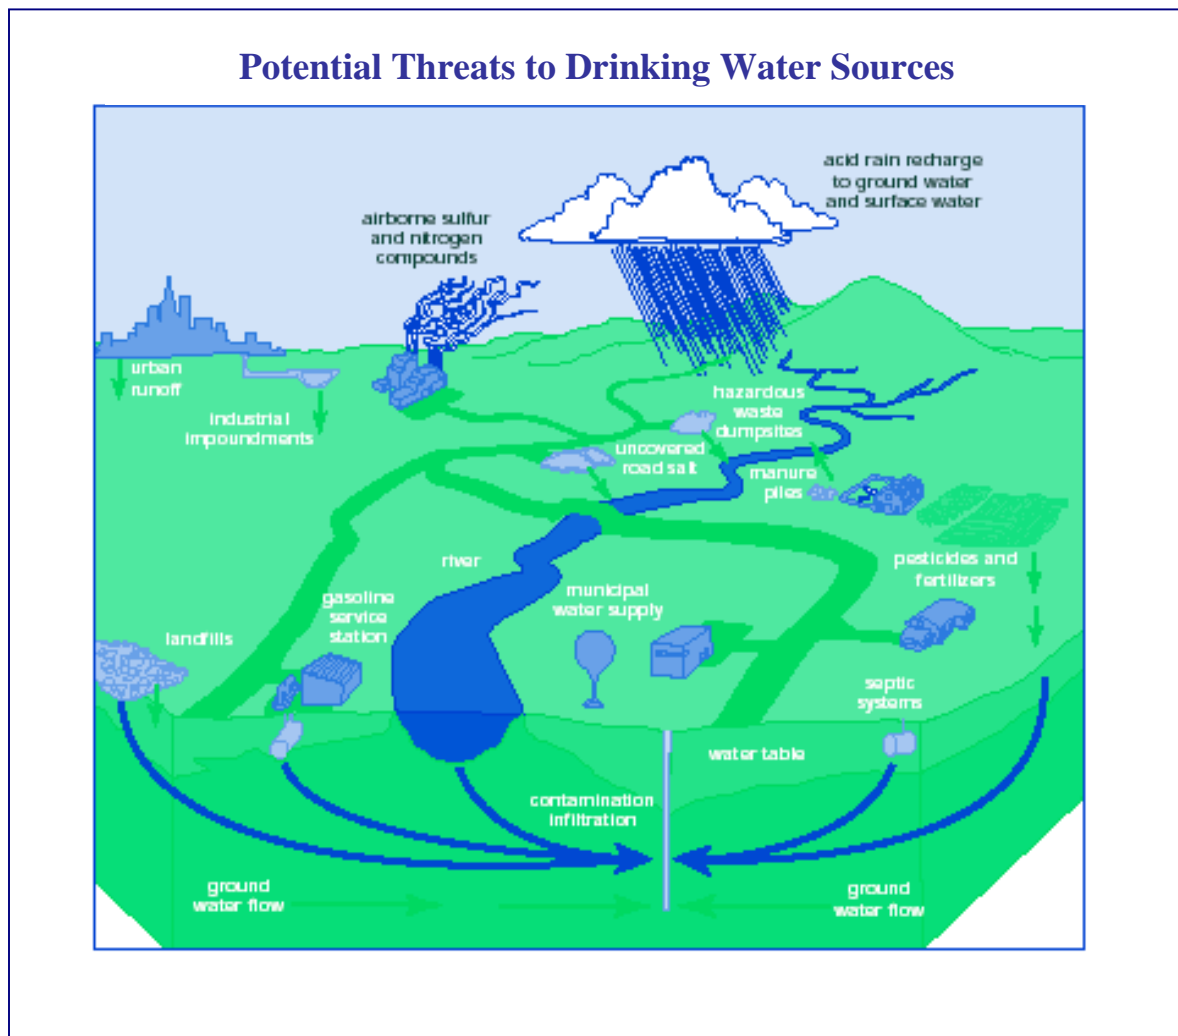 Potential Threats to Drinking Water Sources
acid rain recharge
to ground water
and surface water
airborne sulfur
and nitrogen
compounds
urban
runoff
industrial
impoundments
hazardous
waste
dumpsites
uncovered
road salt
manure
piles
river
pesticides and
fertilizers
gasoline
service
station
municipal
water supply
landfills
septic
systems
water table
contamination
infiltration
ground
water flow
ground
water flow